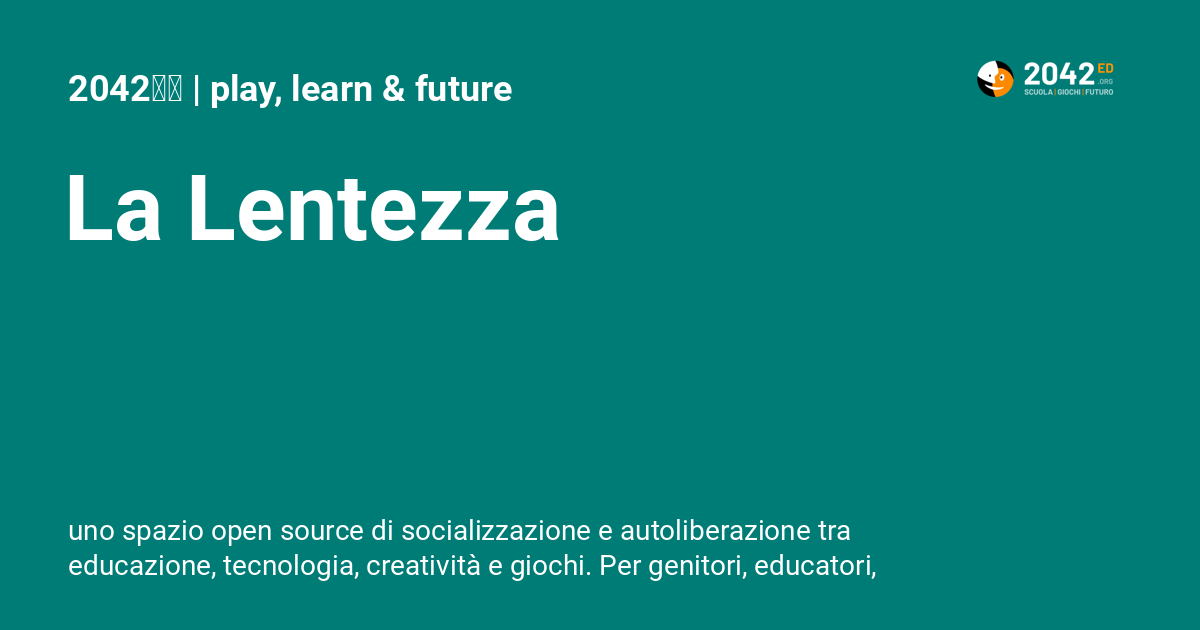 2042 | play, learn & future
2042 ED
.ORG
SCUOLA | GIOCHI | FUTURO
La Lentezza
uno spazio open source di socializzazione e autoliberazione tra
educazione, tecnologia, creatività e giochi. Per genitori, educatori,